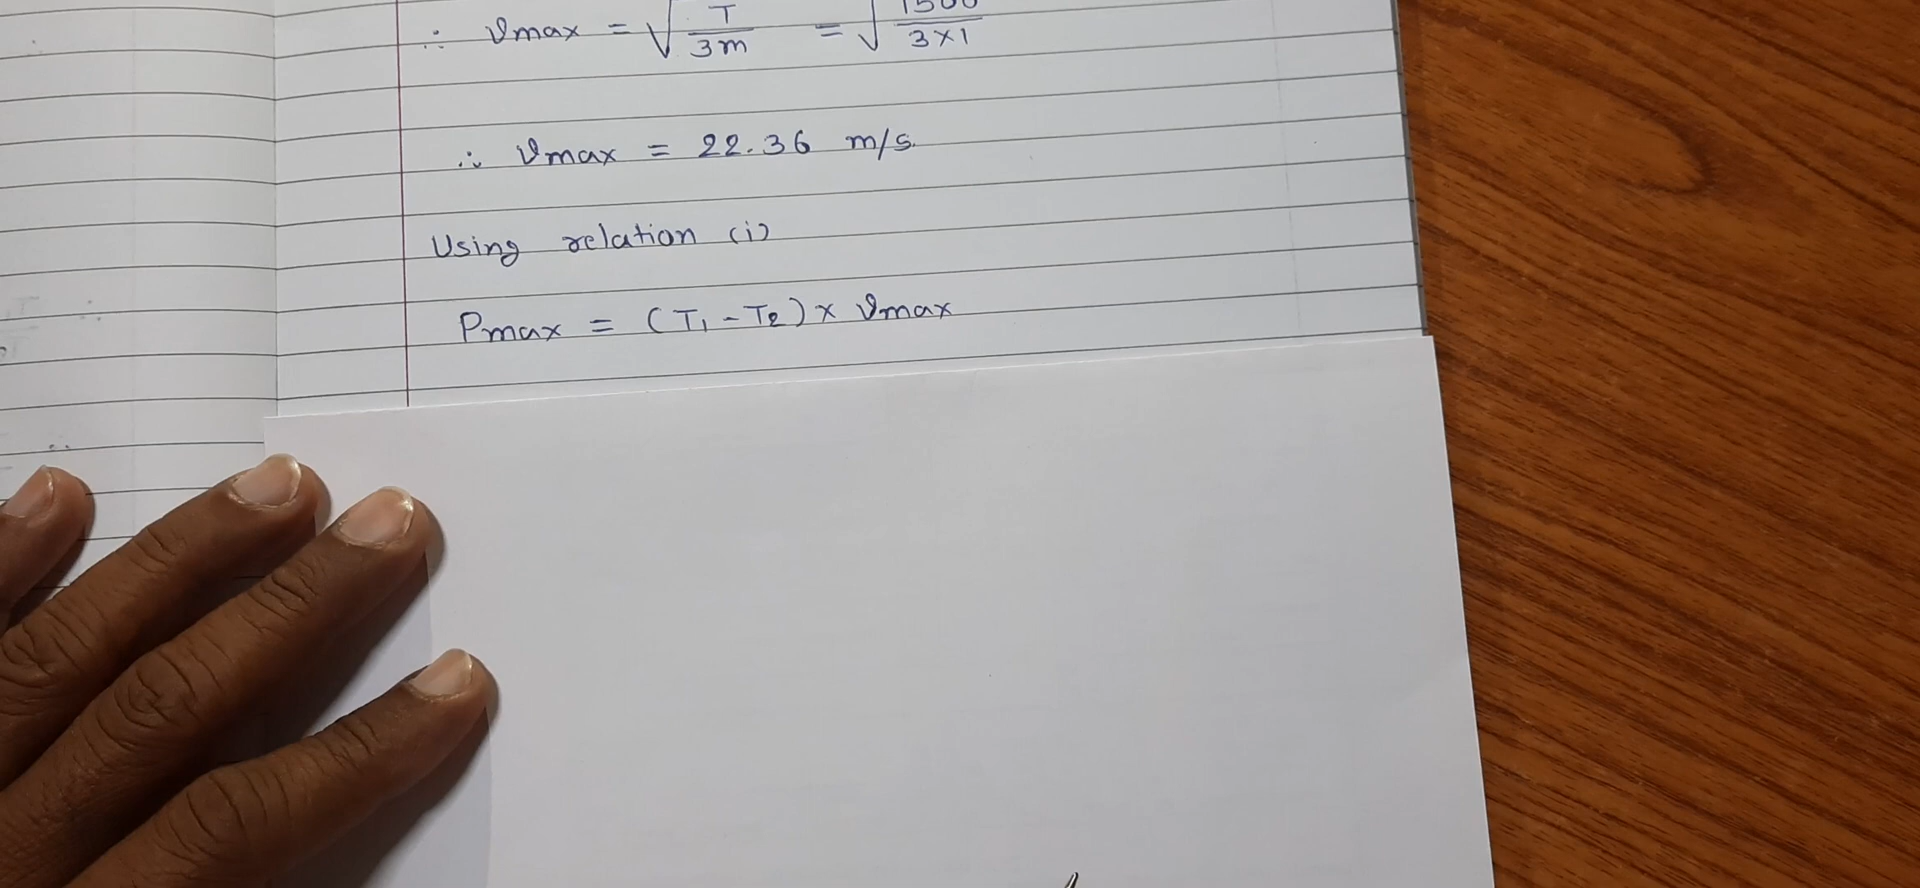 ∴ vmax = √(T/3m) = √(1500/3×1)
∴ vmax = 22.36 m/s.
Using relation (i)
Pmax = (T₁ - T₂) × vmax